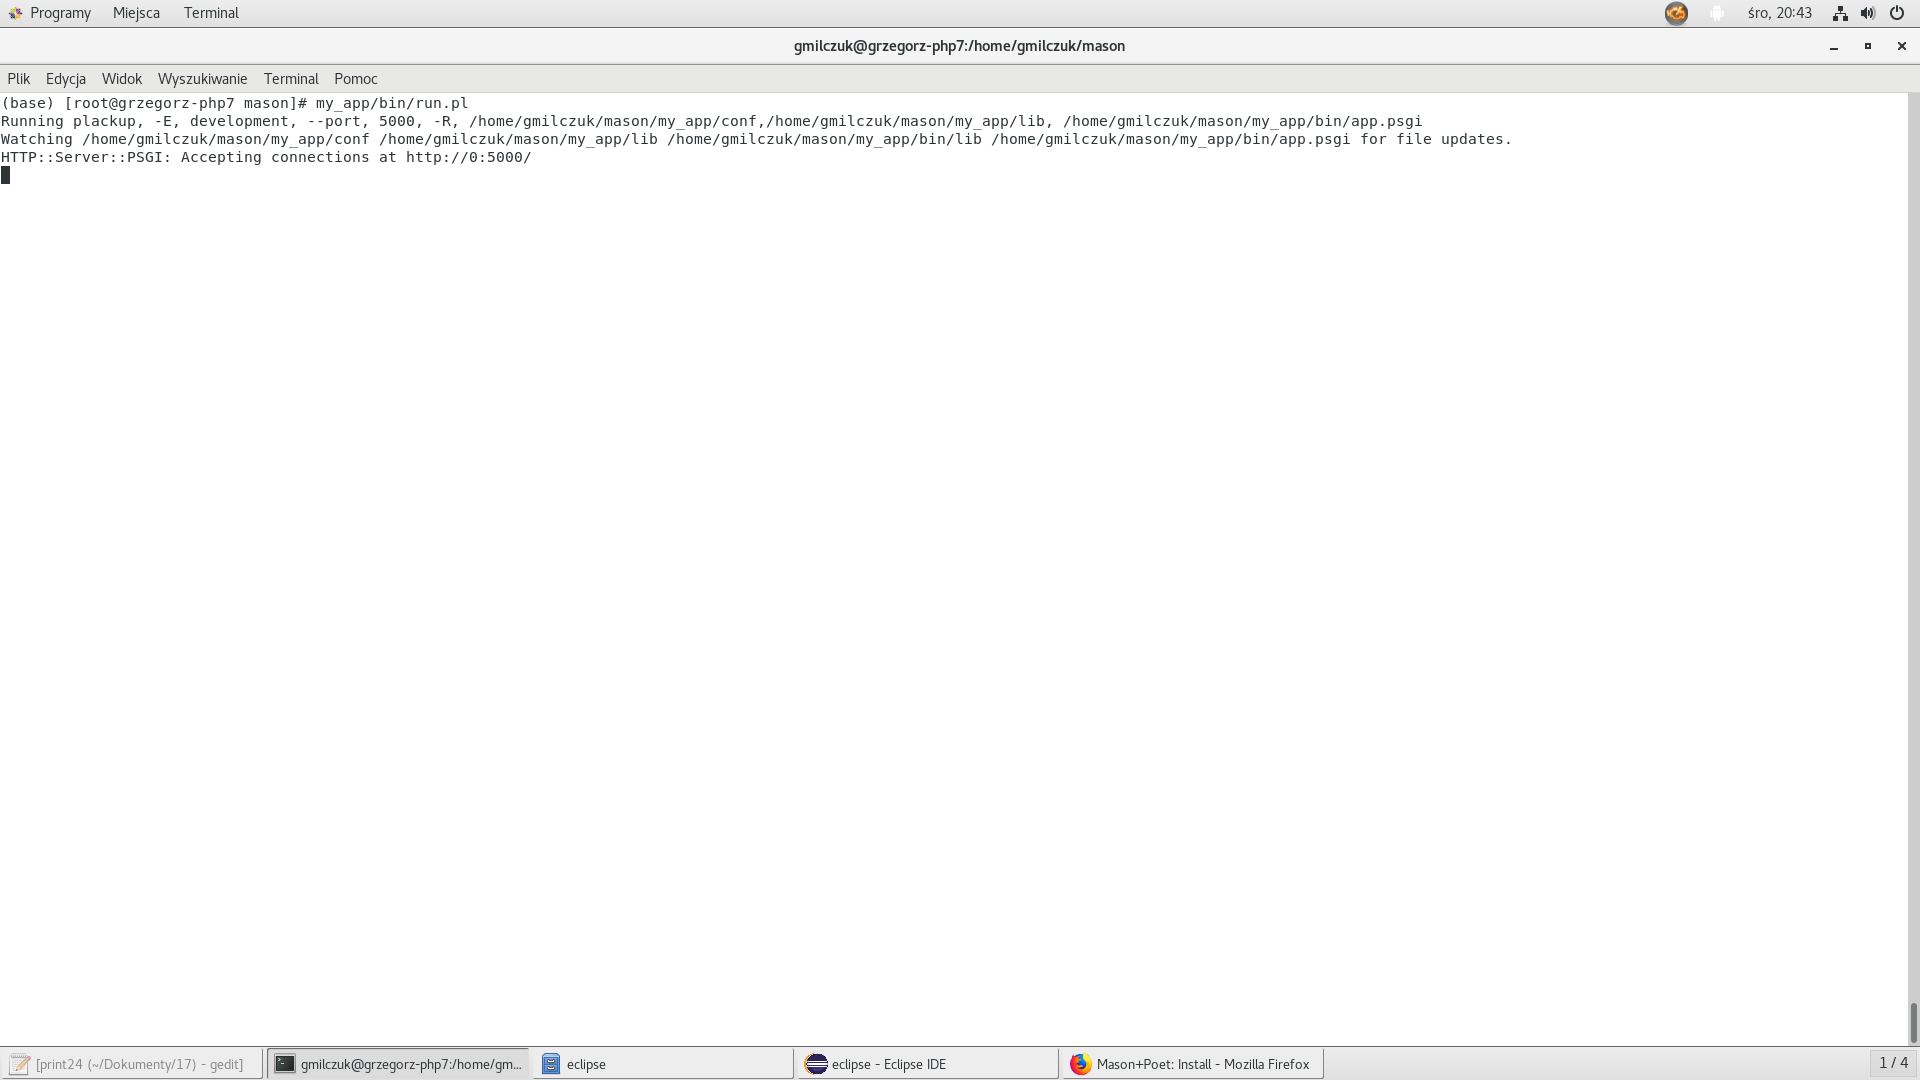 Programy Miejsca Terminal śro, 20:43
gmilczuk@grzegorz-php7:/home/gmilczuk/mason
Plik Edycja Widok Wyszukiwanie Terminal Pomoc
(base) [root@grzegorz-php7 mason]# my_app/bin/run.pl
Running plackup, -E, development, --port, 5000, -R, /home/gmilczuk/mason/my_app/conf,/home/gmilczuk/mason/my_app/lib, /home/gmilczuk/mason/my_app/bin/app.psgi
Watching /home/gmilczuk/mason/my_app/conf /home/gmilczuk/mason/my_app/lib /home/gmilczuk/mason/my_app/bin/lib /home/gmilczuk/mason/my_app/bin/app.psgi for file updates.
HTTP::Server::PSGI: Accepting connections at http://0:5000/
[print24 (~/Dokumenty/17) - gedit] gmilczuk@grzegorz-php7:/home/gm... eclipse eclipse - Eclipse IDE Mason+Poet: Install - Mozilla Firefox 1 / 4